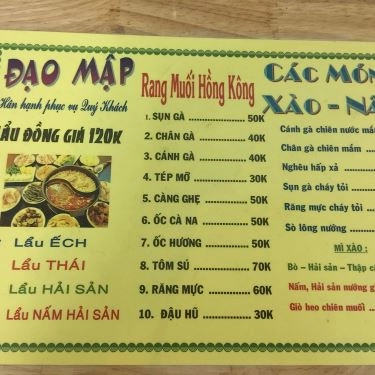 ĐẠO MẬP
Hân hạnh phục vụ Quý Khách
LẨU ĐỒNG GIÁ 120K
Lẩu ẾCH
Lẩu THÁI
Lẩu HẢI SẢN
Lẩu NẤM HẢI SẢN
Rang Muối Hồng Kông
1. SỤN GÀ .................... 50K
2. CHÂN GÀ .................... 40K
3. CÁNH GÀ .................... 40K
4. TÉP MỠ .................... 30K
5. CÀNG GHẸ .................... 50K
6. ỐC CÀ NA .................... 50K
7. ỐC HƯƠNG .................... 50K
8. TÔM SÚ .................... 70K
9. RĂNG MỰC .................... 60K
10. ĐẬU HŨ .................... 30K
CÁC MÓN
XÀO -
Cánh gà chiên nước mắm
Chân gà chiên mắm
Nghêu hấp xả
Sụn gà cháy tỏi
Răng mực cháy tỏi
Sò lông nướng
MÌ XÀO :
Bò – Hải sản – Thập
Nấm, Hải sản nướng
Giò heo chiên muối